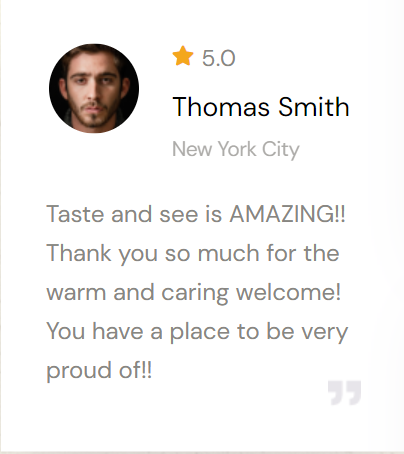 5.0
Thomas Smith
New York City
Taste and see is AMAZING!!
Thank you so much for the
warm and caring welcome!
You have a place to be very
proud of!!
”